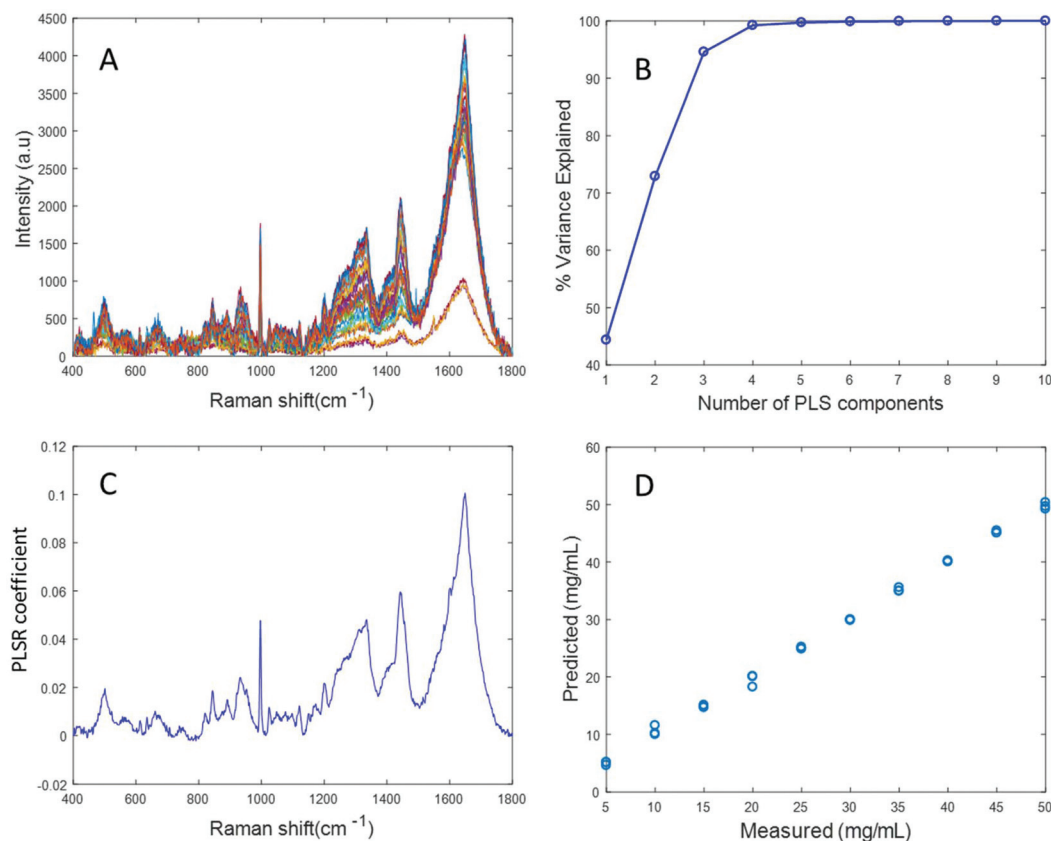 A
Intensity (a.u)
4500
4000
3500
3000
2500
2000
1500
1000
500
0
400 600 800 1000 1200 1400 1600 1800
Raman shift(cm -1)
B
% Variance Explained
100
90
80
70
60
50
40
1 2 3 4 5 6 7 8 9 10
Number of PLS components
C
PLSR coefficient
0.12
0.1
0.08
0.06
0.04
0.02
0
-0.02
400 600 800 1000 1200 1400 1600 1800
Raman shift(cm -1)
D
Predicted (mg/mL)
60
50
40
30
20
10
0
5 10 15 20 25 30 35 40 45 50
Measured (mg/mL)